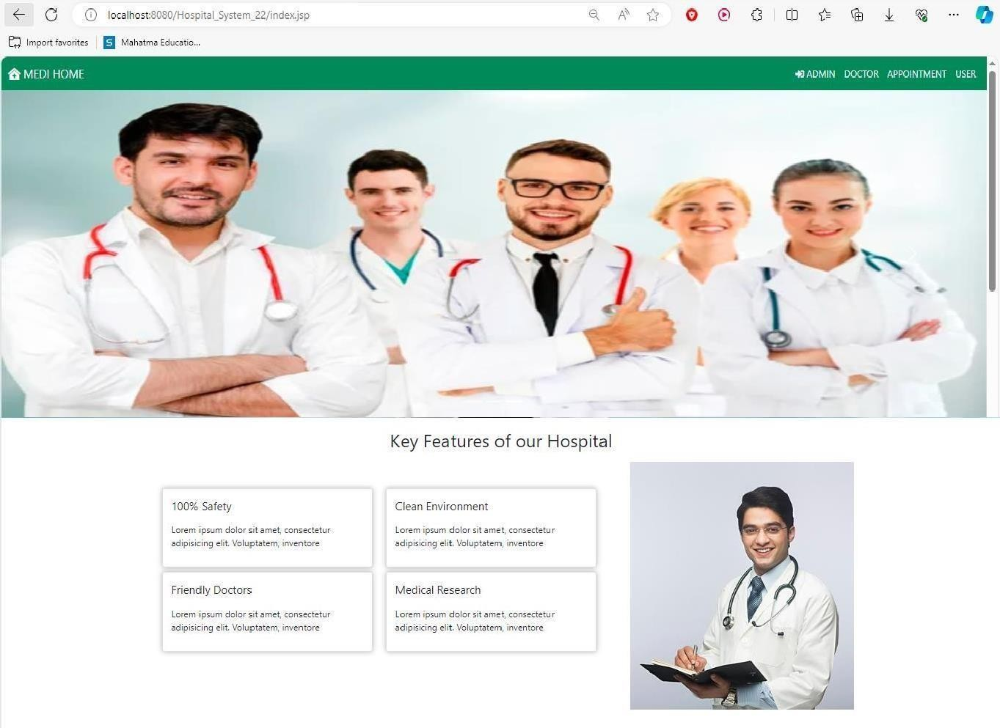 localhost:8080/Hospital_System_22/index.jsp
Import favorites
S Mahatma Educatio...
MEDI HOME
ADMIN DOCTOR APPOINTMENT USER
Key Features of our Hospital
100% Safety
Lorem ipsum dolor sit amet, consectetur
adipisicing elit. Voluptatem, inventore
Clean Environment
Lorem ipsum dolor sit amet, consectetur
adipisicing elit. Voluptatem, inventore
Friendly Doctors
Lorem ipsum dolor sit amet, consectetur
adipisicing elit. Voluptatem, inventore
Medical Research
Lorem ipsum dolor sit amet, consectetur
adipisicing elit. Voluptatem, inventore